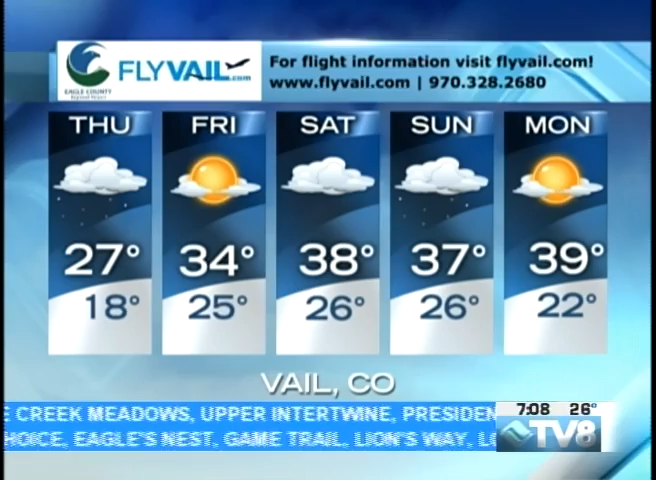 EAGLE COUNTY
Regional Airport
FLYVAIL.com
For flight information visit flyvail.com!
www.flyvail.com | 970.328.2680
THU FRI SAT SUN MON
27° 34° 38° 37° 39°
18° 25° 26° 26° 22°
VAIL, CO
CREEK MEADOWS, UPPER INTERTWINE, PRESIDEN
HOICE, EAGLE'S NEST, GAME TRAIL, LION'S WAY,
7:08 26°
TV8